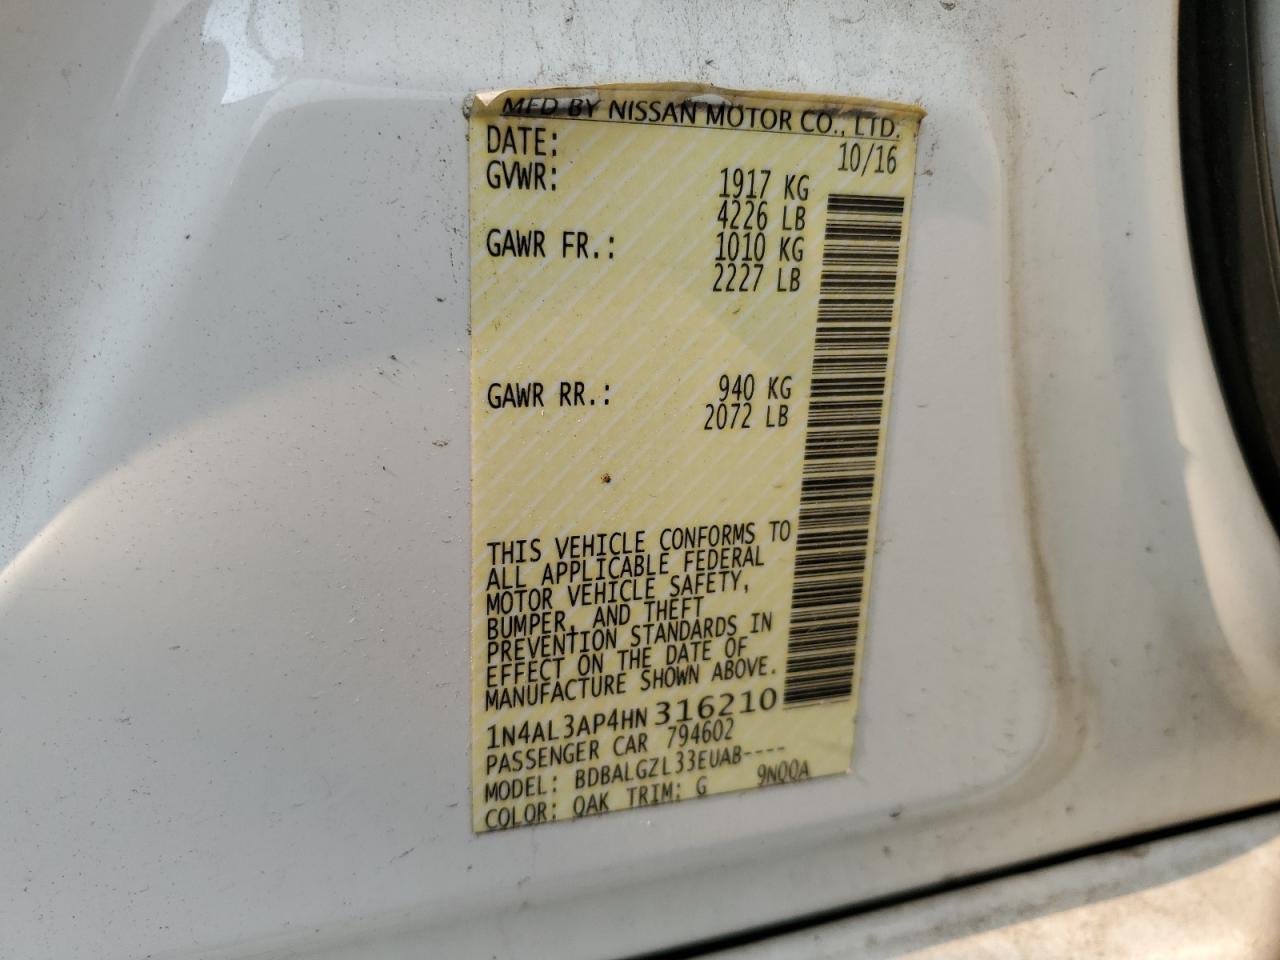 MFD BY NISSAN MOTOR CO., LTD.
DATE: 10/16
GVWR: 1917 KG
4226 LB
GAWR FR.: 1010 KG
2227 LB
GAWR RR.: 940 KG
2072 LB
THIS VEHICLE CONFORMS TO
ALL APPLICABLE FEDERAL
MOTOR VEHICLE SAFETY,
BUMPER, AND THEFT
PREVENTION STANDARDS IN
EFFECT ON THE DATE OF
MANUFACTURE SHOWN ABOVE.
1N4AL3AP4HN316210
PASSENGER CAR 794602
MODEL: BDBALGZL33EUAB----
COLOR: QAK TRIM: G 9NQQA